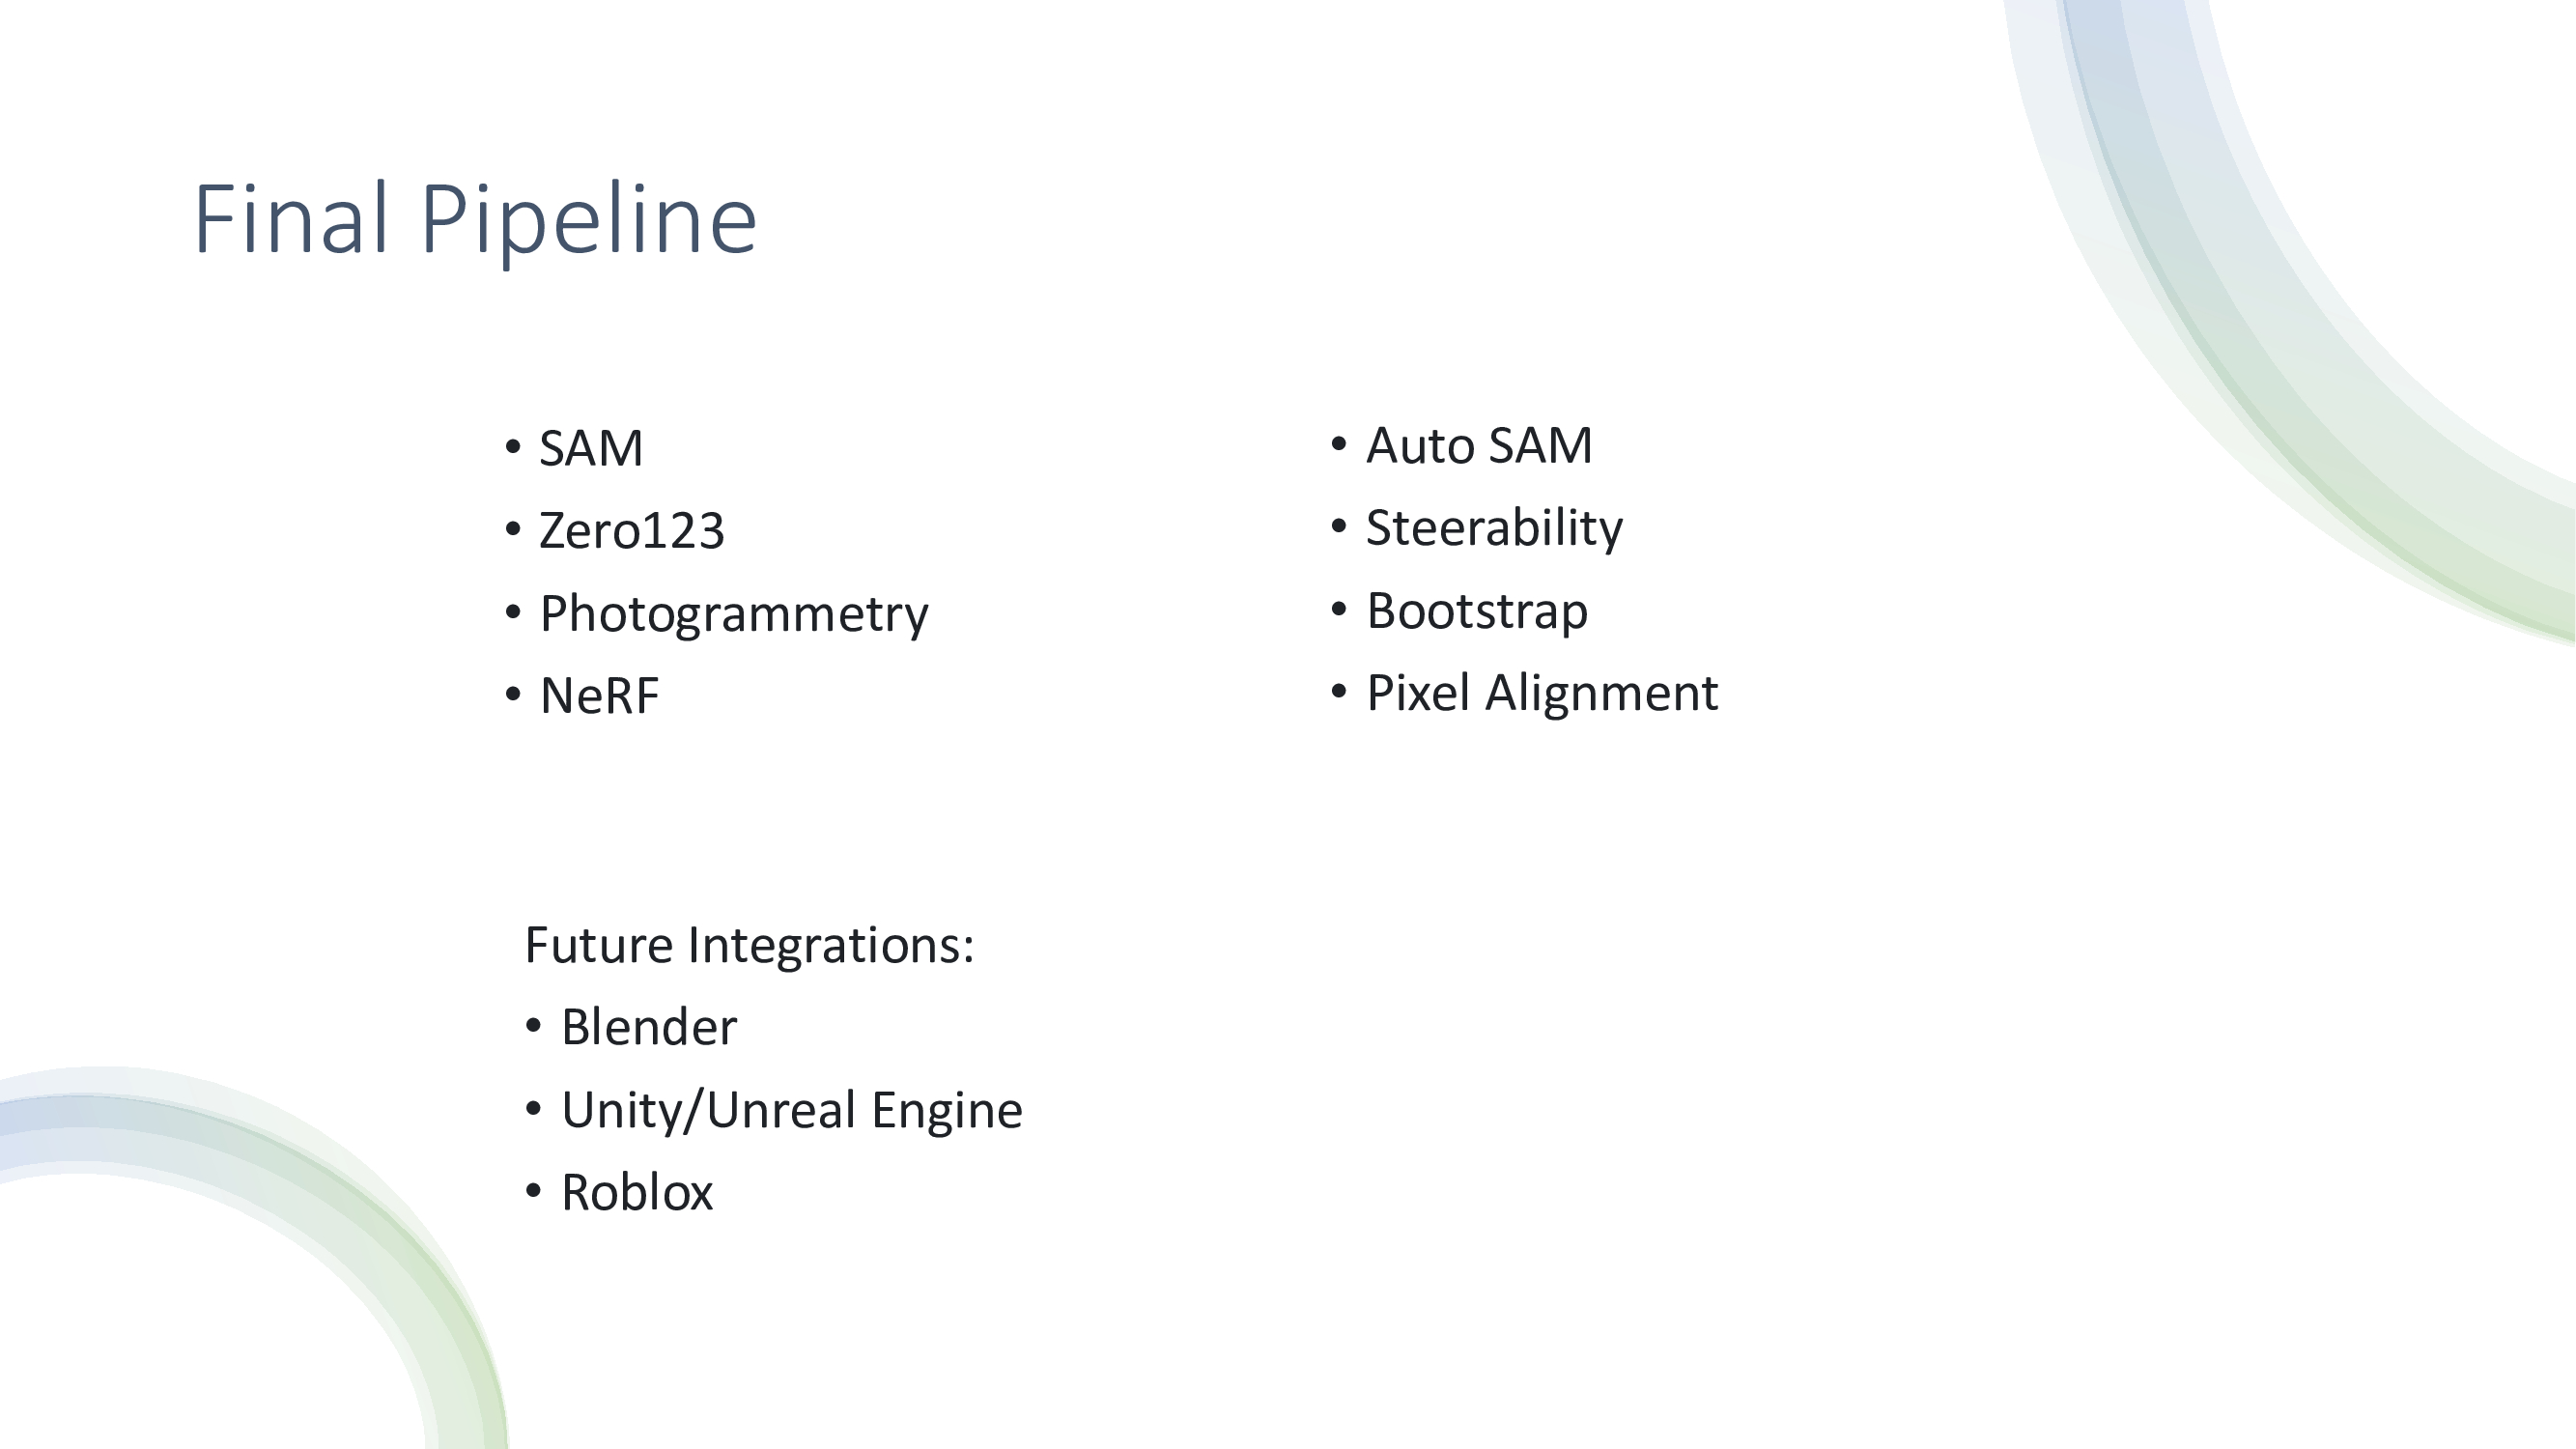 Final Pipeline
• SAM
• Zero123
• Photogrammetry
• NeRF
• Auto SAM
• Steerability
• Bootstrap
• Pixel Alignment
Future Integrations:
• Blender
• Unity/Unreal Engine
• Roblox